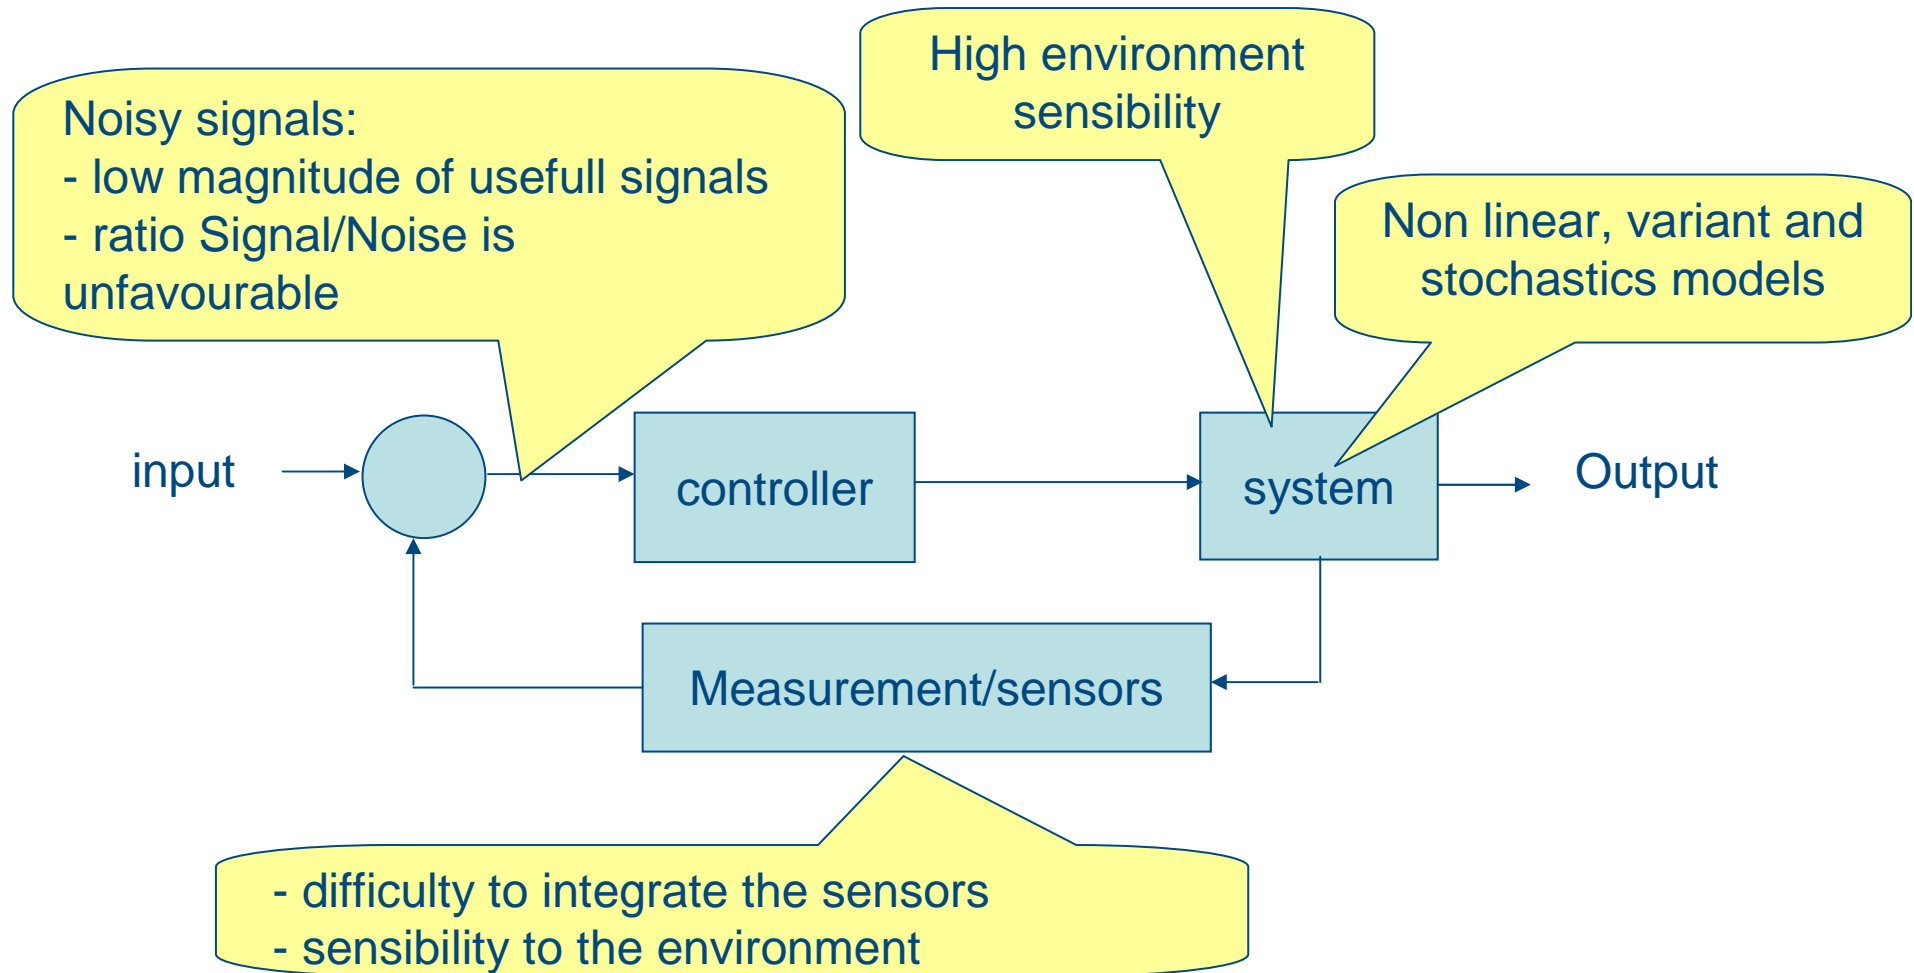 High environment
sensibility
Noisy signals:
- low magnitude of usefull signals
- ratio Signal/Noise is
unfavourable
Non linear, variant and
stochastics models
input
controller
system
Output
Measurement/sensors
- difficulty to integrate the sensors
- sensibility to the environment